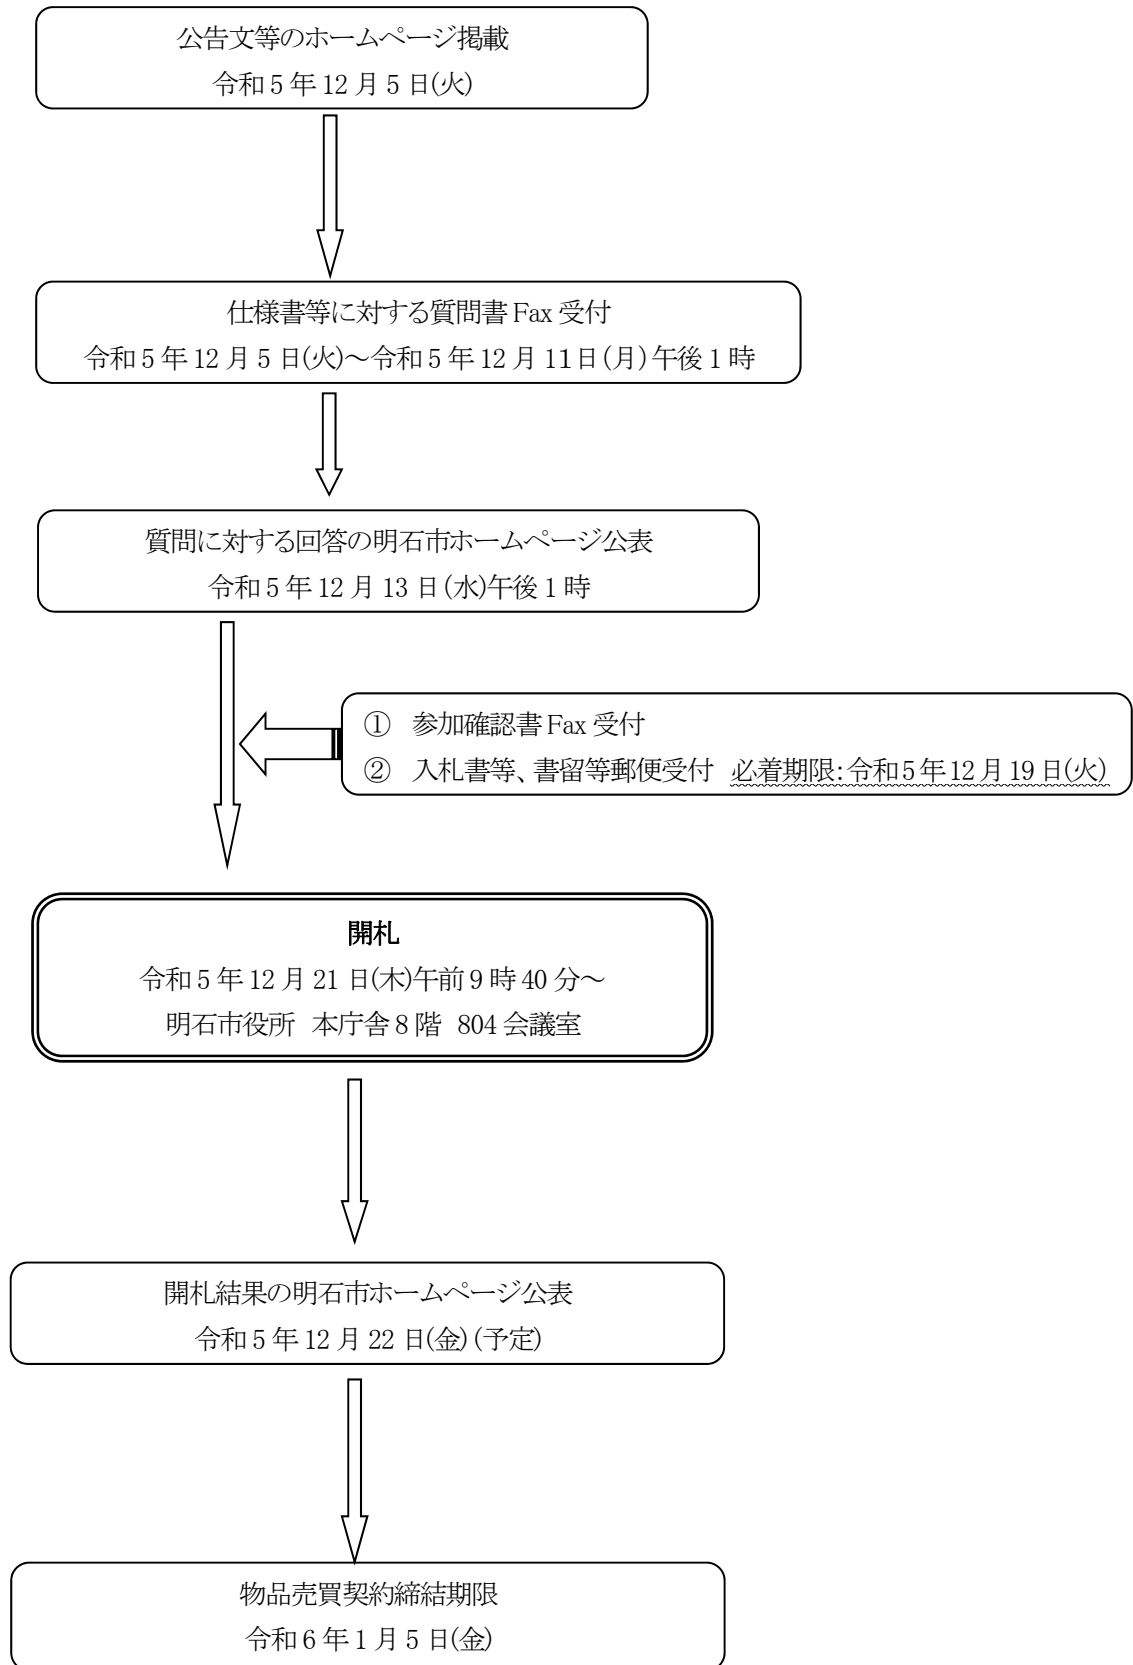 公告文等のホームページ掲載
令和5年12月5日(火)
仕様書等に対する質問書Fax受付
令和5年12月5日(火)～令和5年12月11日(月)午後1時
質問に対する回答の明石市ホームページ公表
令和5年12月13日(水)午後1時
① 参加確認書Fax受付
② 入札書等、書留等郵便受付 必着期限:令和5年12月19日(火)
開札
令和5年12月21日(木)午前9時40分～
明石市役所 本庁舎8階 804会議室
開札結果の明石市ホームページ公表
令和5年12月22日(金)(予定)
物品売買契約締結期限
令和6年1月5日(金)